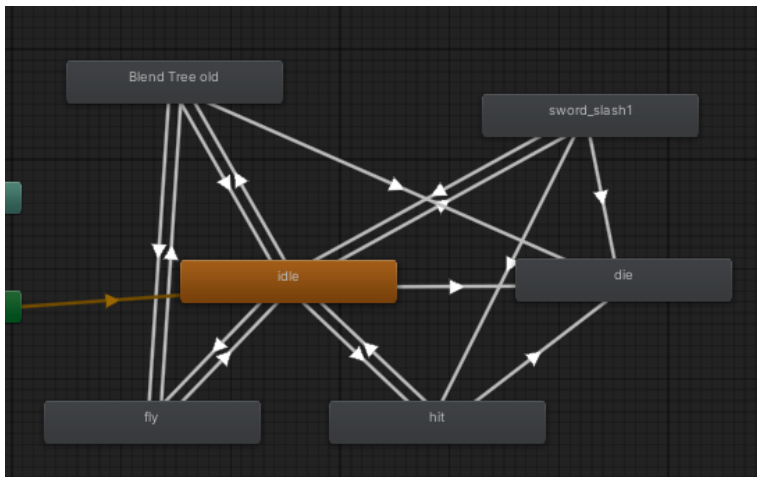 Blend Tree old
sword_slash1
idle
die
fly
hit